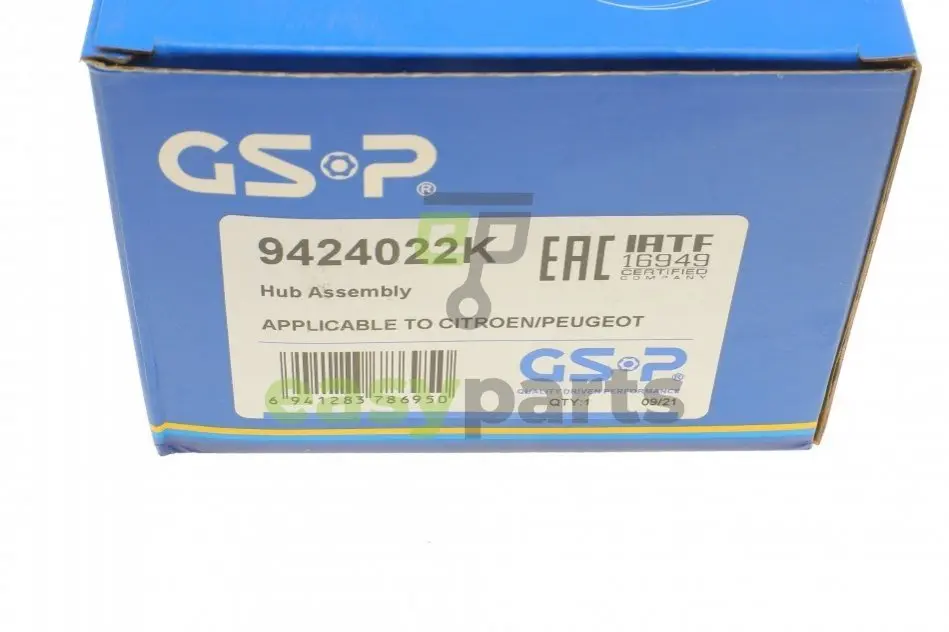 GSP®
9424022K
EAC
IATF
16949
CERTIFIED
COMPANY
Hub Assembly
APPLICABLE TO CITROEN/PEUGEOT
GSP®
QUALITY DRIVEN PERFORMANCE
6 941283 786950
QTY:1 09/21
easyparts